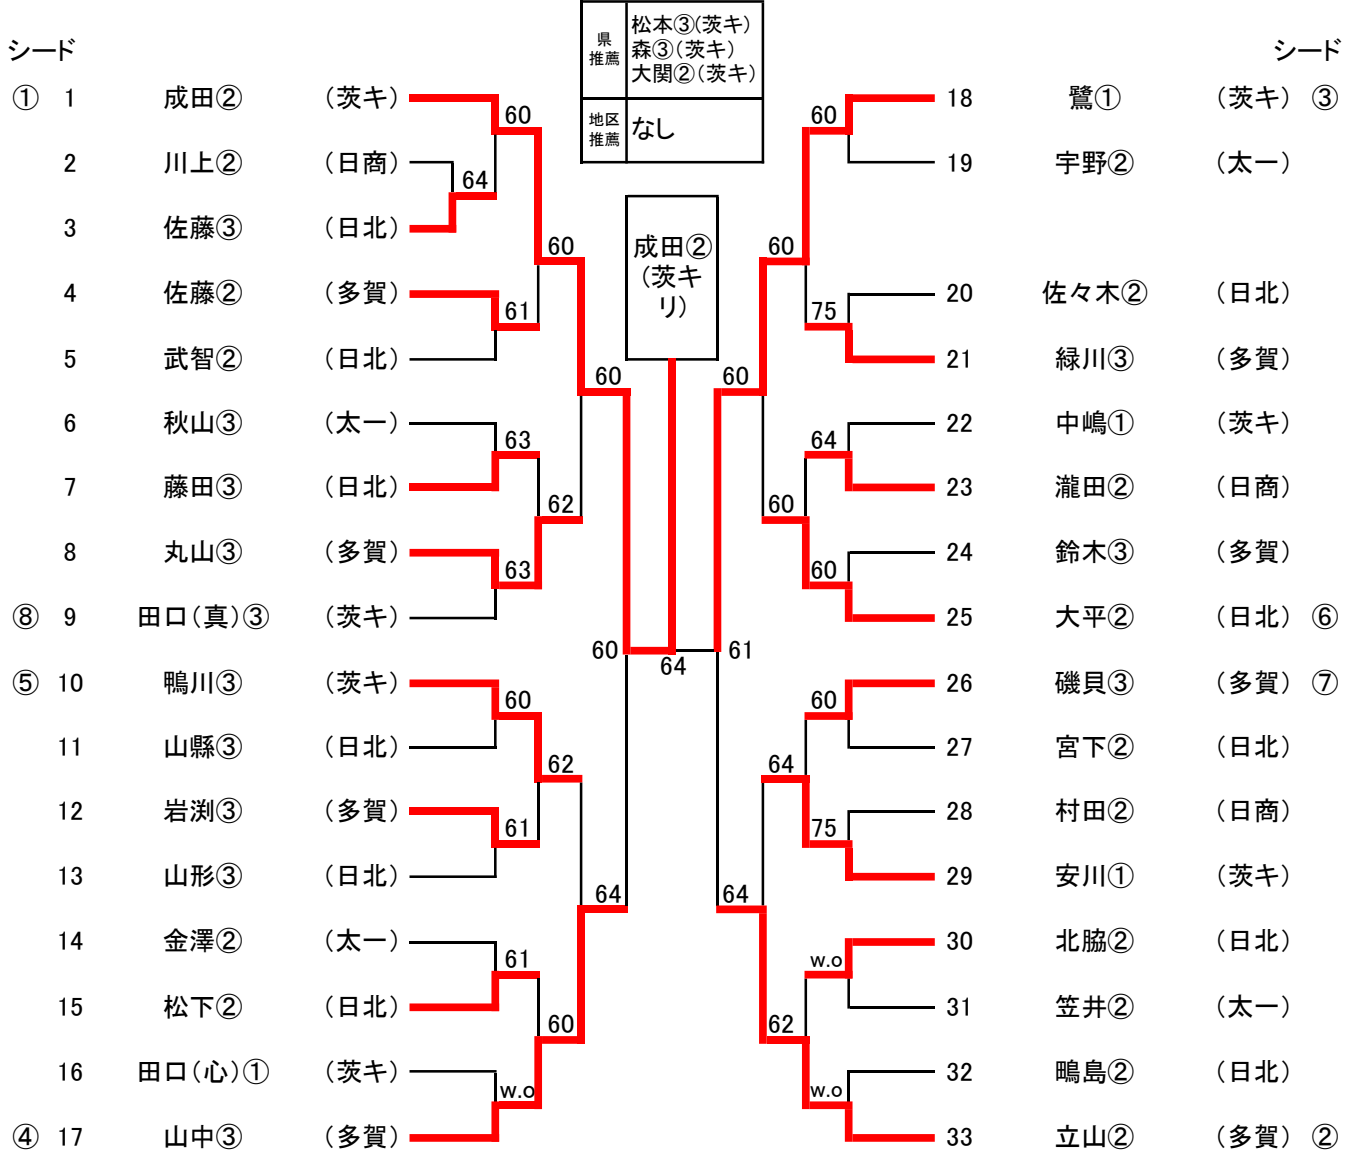 県
推薦
松本③(茨キ)
森③(茨キ)
大関②(茨キ)
地区
推薦
なし
シード
シード
① 1 成田② (茨キ)
2 川上② (日商)
3 佐藤③ (日北)
4 佐藤② (多賀)
5 武智② (日北)
6 秋山③ (太一)
7 藤田③ (日北)
8 丸山③ (多賀)
⑧ 9 田口(真)③ (茨キ)
⑤ 10 鴨川③ (茨キ)
11 山縣③ (日北)
12 岩渕③ (多賀)
13 山形③ (日北)
14 金澤② (太一)
15 松下② (日北)
16 田口(心)① (茨キ)
④ 17 山中③ (多賀)
60
64
61
63
63
60
61
61
w.o
60
62
62
60
60
64
60
成田②
(茨キ
リ)
64
61
60
64
60
60
64
62
60
75
64
60
60
75
w.o
w.o
18 鷺① (茨キ) ③
19 宇野② (太一)
20 佐々木② (日北)
21 緑川③ (多賀)
22 中嶋① (茨キ)
23 瀧田② (日商)
24 鈴木③ (多賀)
25 大平② (日北) ⑥
26 磯貝③ (多賀) ⑦
27 宮下② (日北)
28 村田② (日商)
29 安川① (茨キ)
30 北脇② (日北)
31 笠井② (太一)
32 鴫島② (日北)
33 立山② (多賀) ②